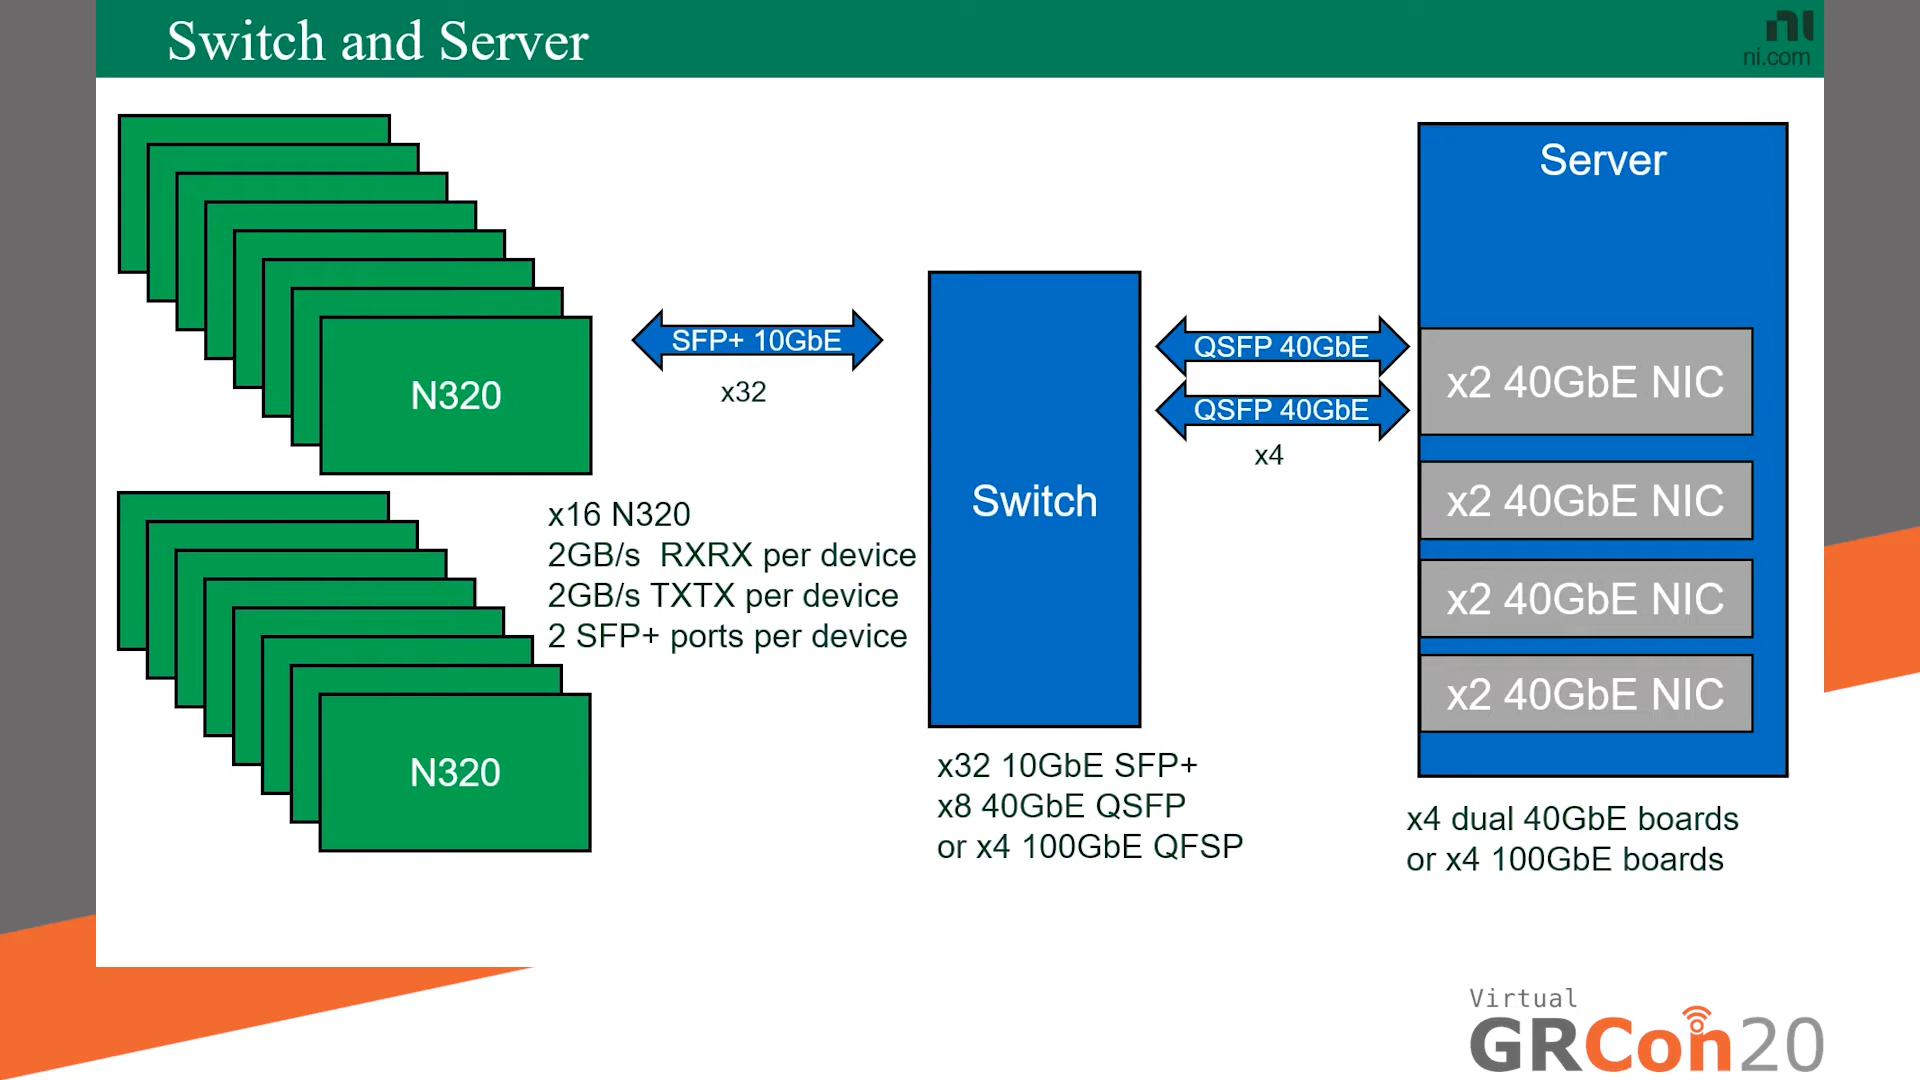 Switch and Server
ni
ni.com
N320
x16 N320
2GB/s RXRX per device
2GB/s TXTX per device
2 SFP+ ports per device
N320
SFP+ 10GbE
x32
Switch
x32 10GbE SFP+
x8 40GbE QSFP
or x4 100GbE QFSP
QSFP 40GbE
QSFP 40GbE
x4
Server
x2 40GbE NIC
x2 40GbE NIC
x2 40GbE NIC
x2 40GbE NIC
x4 dual 40GbE boards
or x4 100GbE boards
Virtual
GRCon20